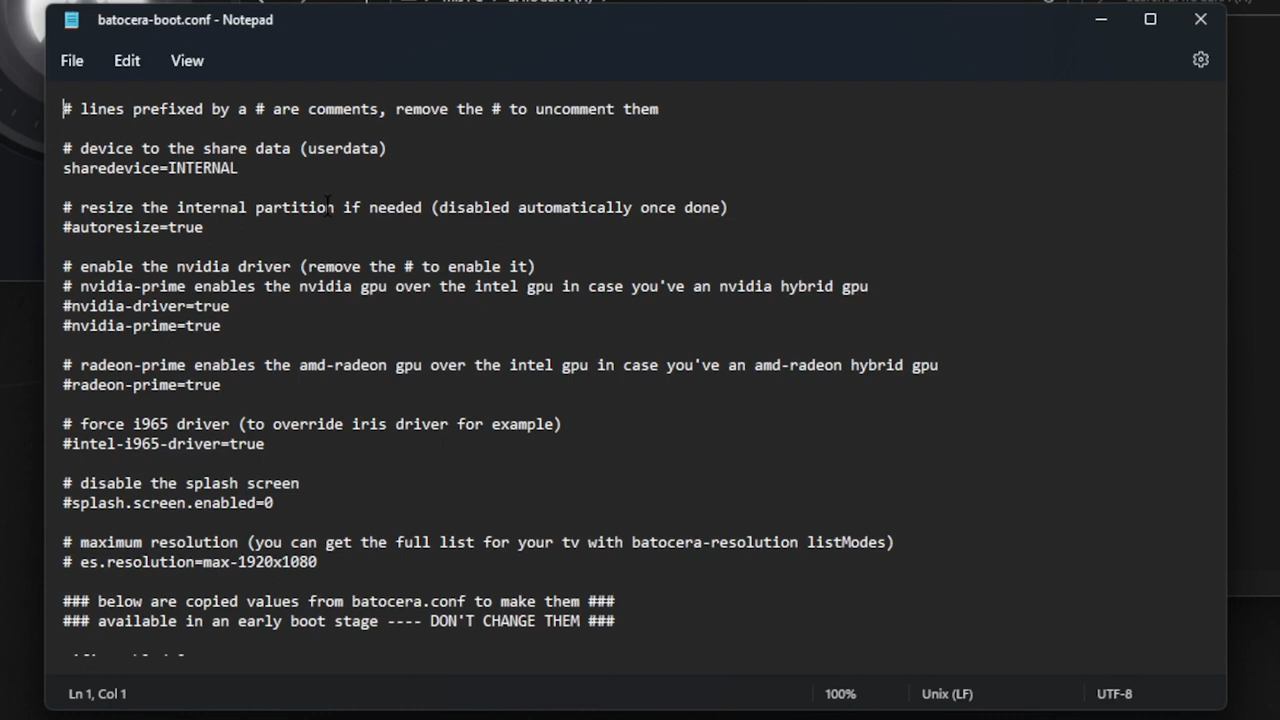 batocera-boot.conf - Notepad
File Edit View
# lines prefixed by a # are comments, remove the # to uncomment them
# device to the share data (userdata)
sharedevice=INTERNAL
# resize the internal partition if needed (disabled automatically once done)
#autoresize=true
# enable the nvidia driver (remove the # to enable it)
# nvidia-prime enables the nvidia gpu over the intel gpu in case you've an nvidia hybrid gpu
#nvidia-driver=true
#nvidia-prime=true
# radeon-prime enables the amd-radeon gpu over the intel gpu in case you've an amd-radeon hybrid gpu
#radeon-prime=true
# force i965 driver (to override iris driver for example)
#intel-i965-driver=true
# disable the splash screen
#splash.screen.enabled=0
# maximum resolution (you can get the full list for your tv with batocera-resolution listModes)
# es.resolution=max-1920x1080
### below are copied values from batocera.conf to make them ###
### available in an early boot stage ---- DON'T CHANGE THEM ###
Ln 1, Col 1 100% Unix (LF) UTF-8